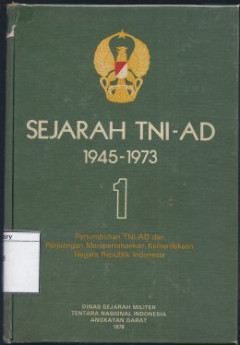 SEJARAH TNI-AD
1945-1973
1
Pertumbuhan TNI-AD dan
Perjuangan Mempertahankan Kemerdekaan
Negara Republik Indonesia
DINAS SEJARAH MILITER
TENTARA NASIONAL INDONESIA
ANGKATAN DARAT